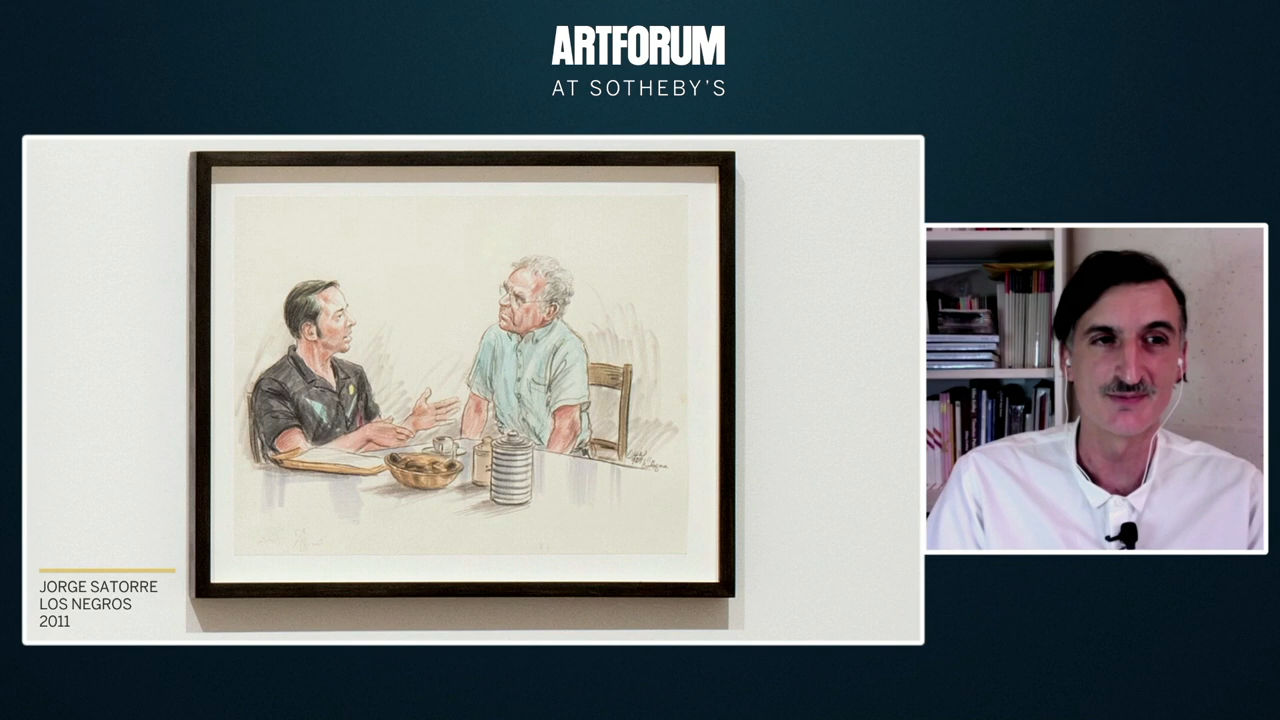 ARTFORUM
AT SOTHEBY'S
JORGE SATORRE
LOS NEGROS
2011